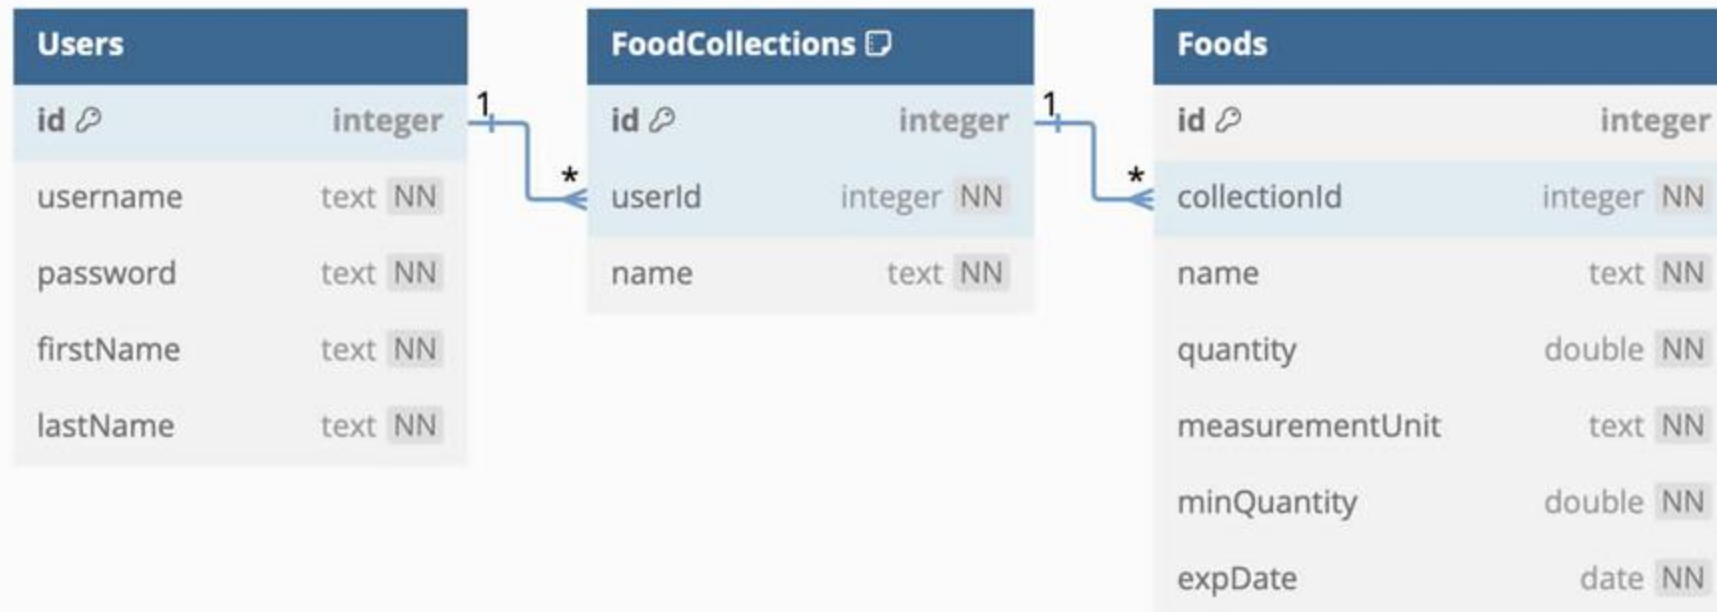 Users
id integer
username text NN
password text NN
firstName text NN
lastName text NN
1
*
FoodCollections
id integer
userId integer NN
name text NN
1
*
Foods
id integer
collectionId integer NN
name text NN
quantity double NN
measurementUnit text NN
minQuantity double NN
expDate date NN